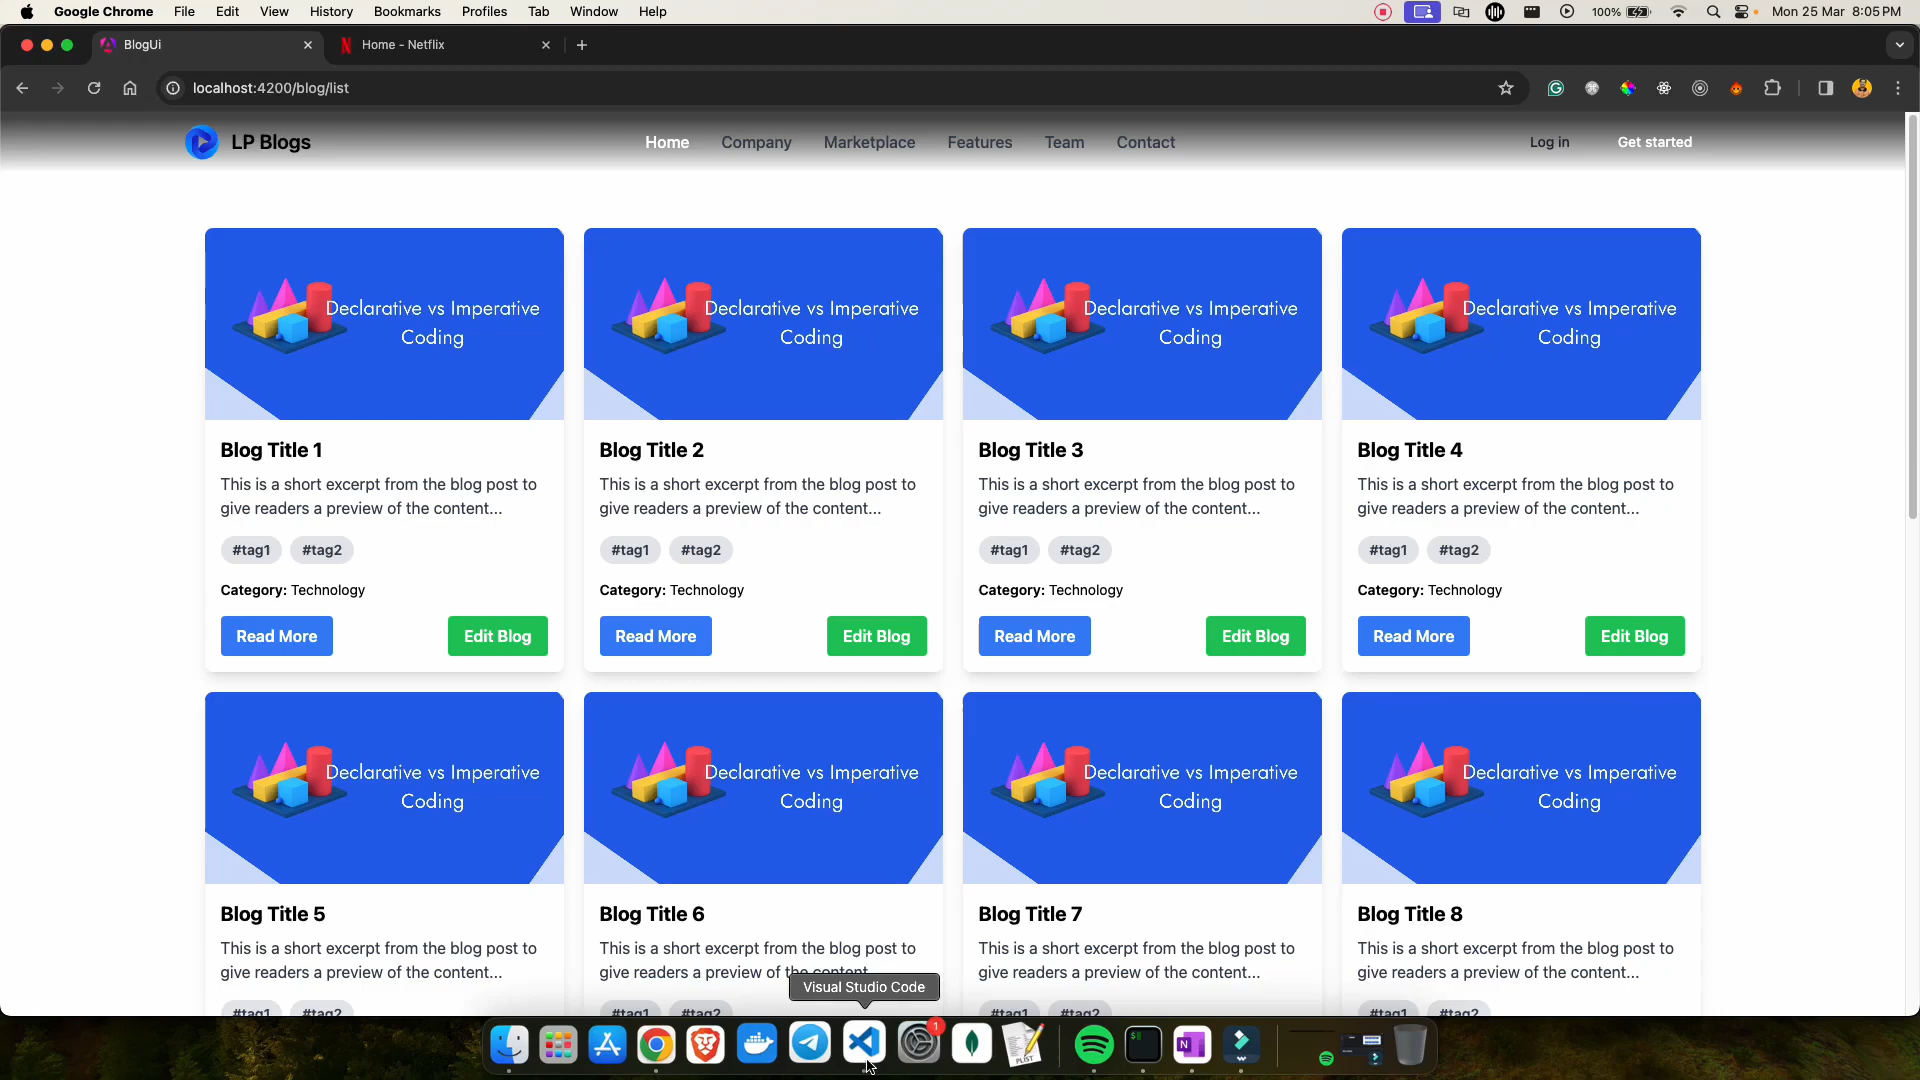 Google Chrome File Edit View History Bookmarks Profiles Tab Window Help 100% Mon 25 Mar 8:05 PM
BlogUi Home - Netflix
localhost:4200/blog/list
LP Blogs Home Company Marketplace Features Team Contact Log in Get started
Declarative vs Imperative Declarative vs Imperative Declarative vs Imperative Declarative vs Imperative
Coding Coding Coding Coding
Blog Title 1 Blog Title 2 Blog Title 3 Blog Title 4
This is a short excerpt from the blog post to This is a short excerpt from the blog post to This is a short excerpt from the blog post to This is a short excerpt from the blog post to
give readers a preview of the content... give readers a preview of the content... give readers a preview of the content... give readers a preview of the content...
#tag1 #tag2 #tag1 #tag2 #tag1 #tag2 #tag1 #tag2
Category: Technology Category: Technology Category: Technology Category: Technology
Read More Edit Blog Read More Edit Blog Read More Edit Blog Read More Edit Blog
Declarative vs Imperative Declarative vs Imperative Declarative vs Imperative Declarative vs Imperative
Coding Coding Coding Coding
Blog Title 5 Blog Title 6 Blog Title 7 Blog Title 8
This is a short excerpt from the blog post to This is a short excerpt from the blog post to This is a short excerpt from the blog post to This is a short excerpt from the blog post to
give readers a preview of the content... give readers a preview of the content give readers a preview of the content... give readers a preview of the content...
Visual Studio Code
#tag1 #tag2 #tag1 #tag2 #tag1 #tag2 #tag1 #tag2
1
PLIST